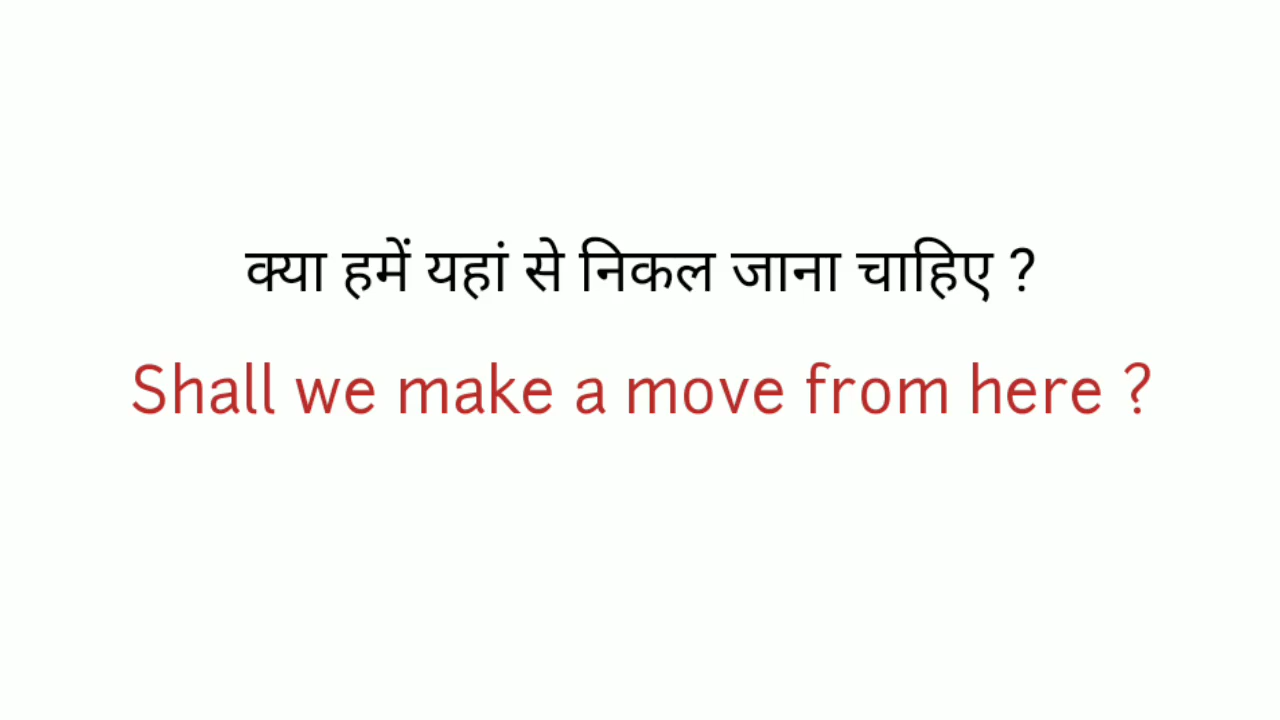 क्या हमें यहां से निकल जाना चाहिए ?
Shall we make a move from here ?